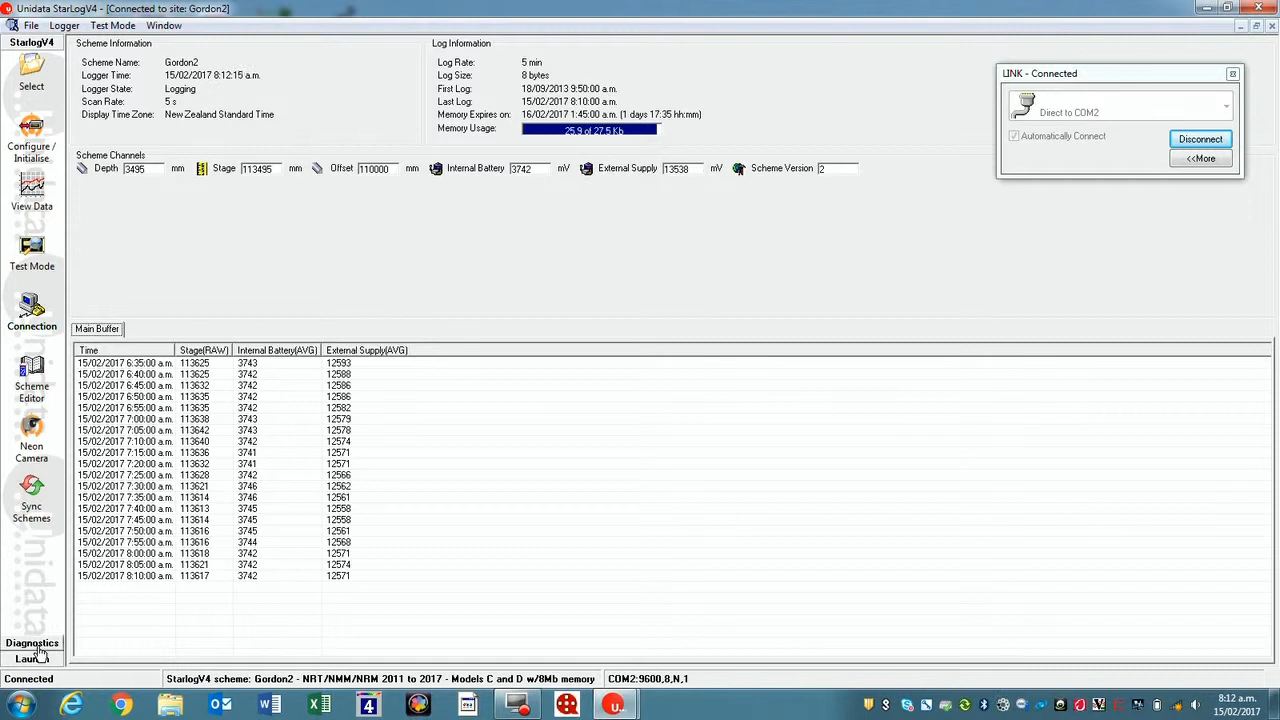 Unidata StarLogV4 - [Connected to site: Gordon2]
File Logger Test Mode Window
StarlogV4
Select
Configure /
Initialise
View Data
Test Mode
Connection
Scheme
Editor
Neon
Camera
Sync
Schemes
Unidata
Diagnostics
Scheme Information
Scheme Name: Gordon2
Logger Time: 15/02/2017 8:12:15 a.m.
Logger State: Logging
Scan Rate: 5 s
Display Time Zone: New Zealand Standard Time
Log Information
Log Rate: 5 min
Log Size: 8 bytes
First Log: 18/09/2013 9:50:00 a.m.
Last Log: 15/02/2017 8:10:00 a.m.
Memory Expires on: 16/02/2017 1:45:00 a.m. (1 days 17:35 hh:mm)
Memory Usage: 25.9 of 27.5 Kb
LINK - Connected
Direct to COM2
Automatically Connect
Disconnect
<<More
Scheme Channels
Depth 3495 mm Stage 113495 mm Offset 110000 mm Internal Battery 3742 mV External Supply 13538 mV Scheme Version 2
Main Buffer
Time Stage(RAW) Internal Battery(AVG) External Supply(AVG)
15/02/2017 6:35:00 a.m. 113625 3743 12593
15/02/2017 6:40:00 a.m. 113625 3742 12588
15/02/2017 6:45:00 a.m. 113632 3742 12586
15/02/2017 6:50:00 a.m. 113635 3742 12586
15/02/2017 6:55:00 a.m. 113635 3742 12582
15/02/2017 7:00:00 a.m. 113638 3743 12579
15/02/2017 7:05:00 a.m. 113642 3743 12578
15/02/2017 7:10:00 a.m. 113640 3742 12574
15/02/2017 7:15:00 a.m. 113636 3741 12571
15/02/2017 7:20:00 a.m. 113632 3741 12571
15/02/2017 7:25:00 a.m. 113628 3742 12566
15/02/2017 7:30:00 a.m. 113621 3746 12562
15/02/2017 7:35:00 a.m. 113614 3746 12561
15/02/2017 7:40:00 a.m. 113613 3745 12558
15/02/2017 7:45:00 a.m. 113614 3745 12558
15/02/2017 7:50:00 a.m. 113616 3745 12561
15/02/2017 7:55:00 a.m. 113616 3744 12568
15/02/2017 8:00:00 a.m. 113618 3742 12571
15/02/2017 8:05:00 a.m. 113621 3742 12574
15/02/2017 8:10:00 a.m. 113617 3742 12571
Connected StarlogV4 scheme: Gordon2 - NRT/NMM/NRM 2011 to 2017 - Models C and D w/8Mb memory COM2:9600,8,N,1
8:12 a.m.
15/02/2017